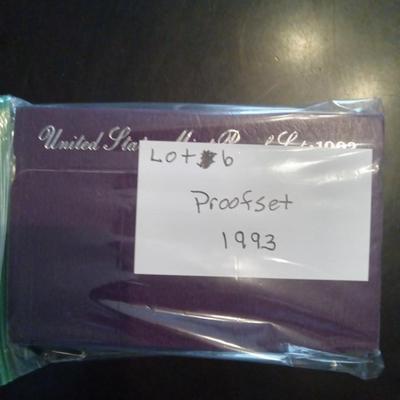 United States Mint Proof Set 1993
Lot # 6
Proofset
1993